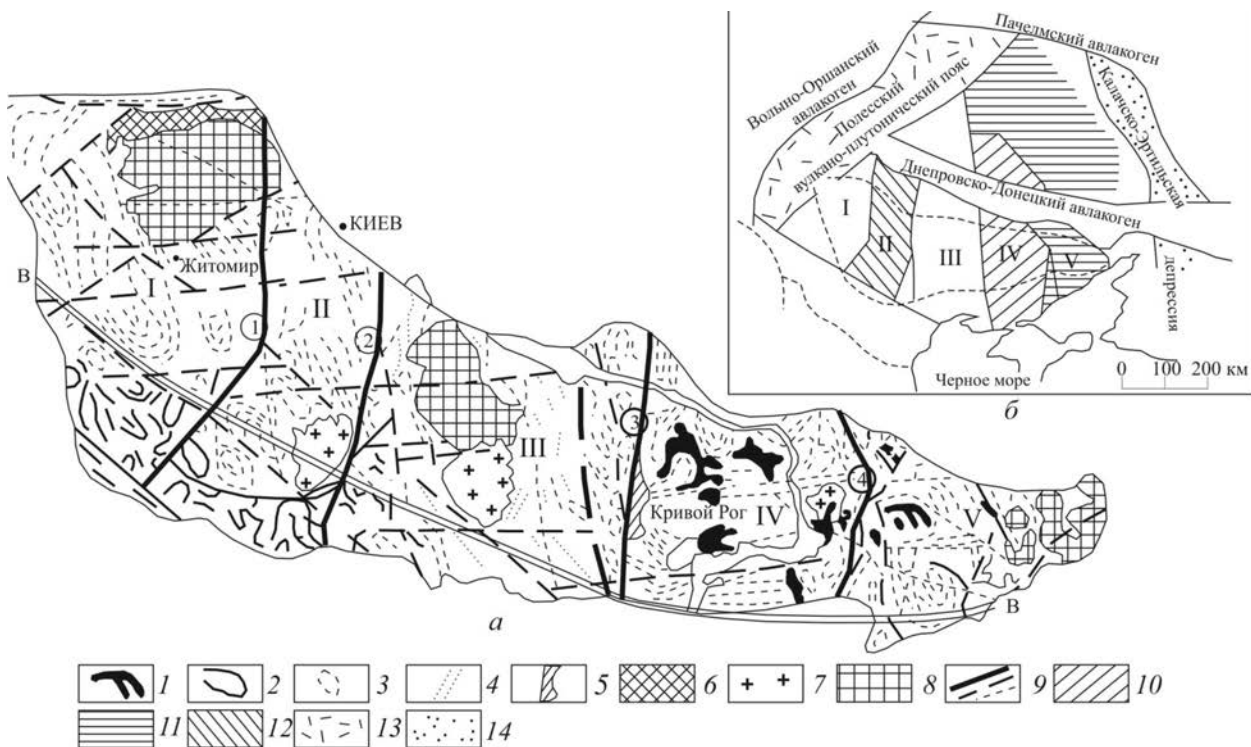 Пачелмский авлакоген
Волыно-Оршанский
авлакоген
Полесский
вулкано-плутонический пояс
Калачско-Эртильская
депрессия
Днепровско-Донецкий авлакоген
I
II
III
IV
V
Черное море
0 100 200 км
б
КИЕВ
Житомир
В
I
II
1
2
III
3
Кривой Рог
IV
4
V
В
а
1 2 3 4 5 6 7 8 9 10
11 12 13 14